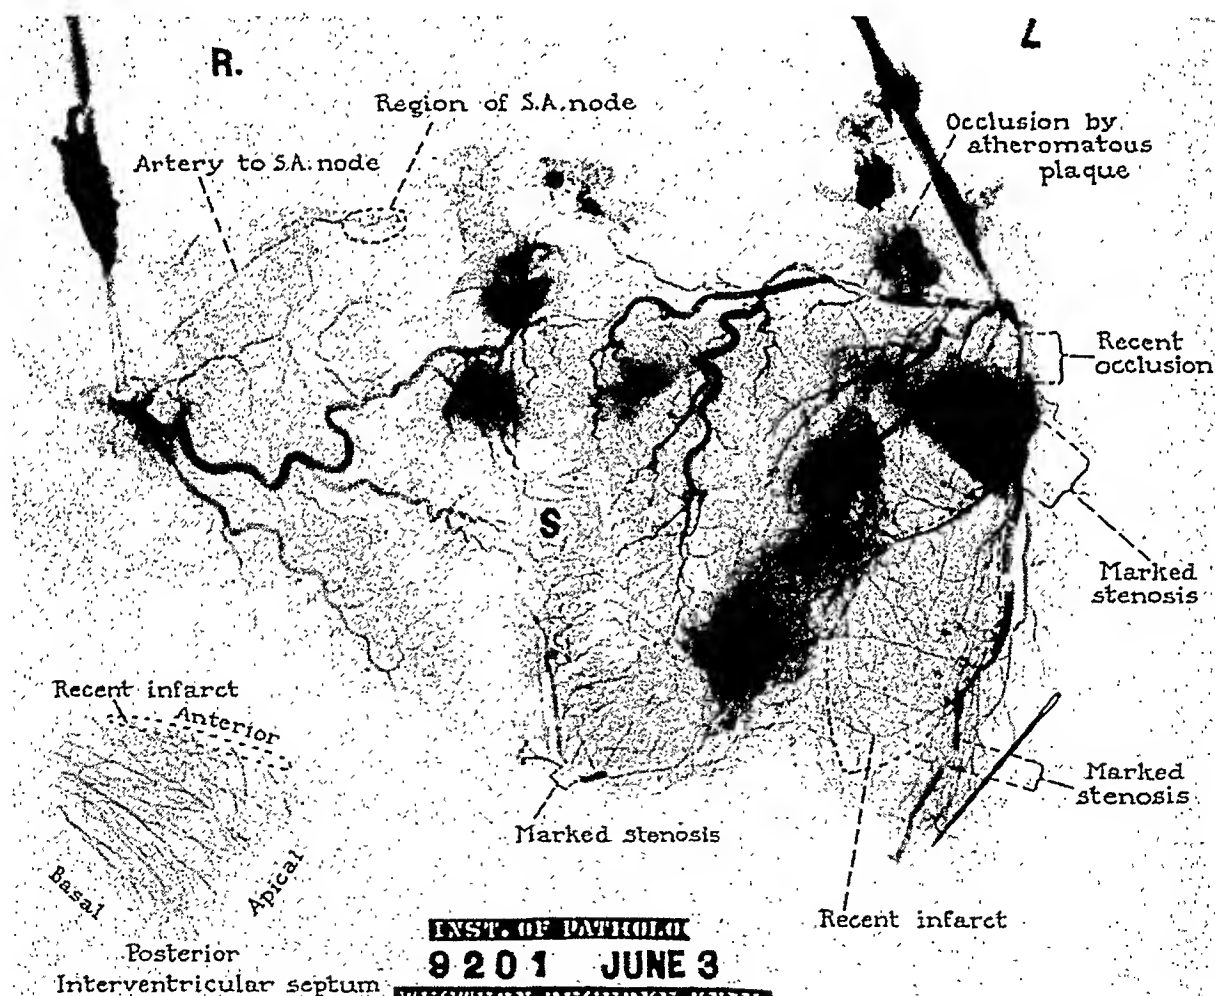 R.
L
Region of S.A. node
Artery to S.A. node
Occlusion by
atheromatous
plaque
Recent
occlusion
S
Marked
stenosis
Recent infarct
Anterior
Marked
stenosis
Marked stenosis
Basal
Apical
Recent infarct
Posterior
Interventricular septum
INST. OF PATHOLO
9201 JUNE 3